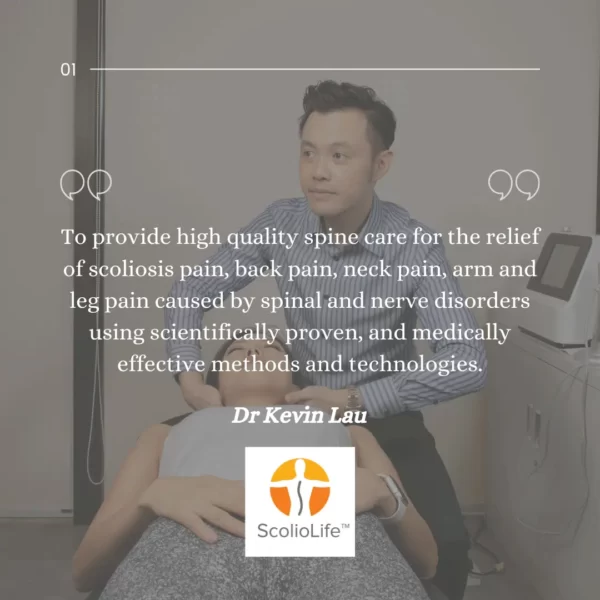 01
To provide high quality spine care for the relief
of scoliosis pain, back pain, neck pain, arm and
leg pain caused by spinal and nerve disorders
using scientifically proven, and medically
effective methods and technologies.
Dr Kevin Lau
ScolioLife™